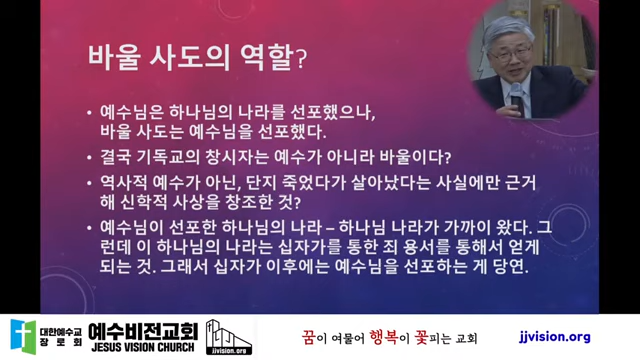 바울 사도의 역할?
• 예수님은 하나님의 나라를 선포했으나,
바울 사도는 예수님을 선포했다.
• 결국 기독교의 창시자는 예수가 아니라 바울이다?
• 역사적 예수가 아닌, 단지 죽었다가 살아났다는 사실에만 근거
해 신학적 사상을 창조한 것?
• 예수님이 선포한 하나님의 나라 – 하나님 나라가 가까이 왔다. 그
런데 이 하나님의 나라는 십자가를 통한 죄 용서를 통해서 얻게
되는 것. 그래서 십자가 이후에는 예수님을 선포하는 게 당연.
대한예수교
장로회
예수비전교회
JESUS VISION CHURCH
jjvision.org
꿈이 여물어 행복이 꽃피는 교회
jjvision.org